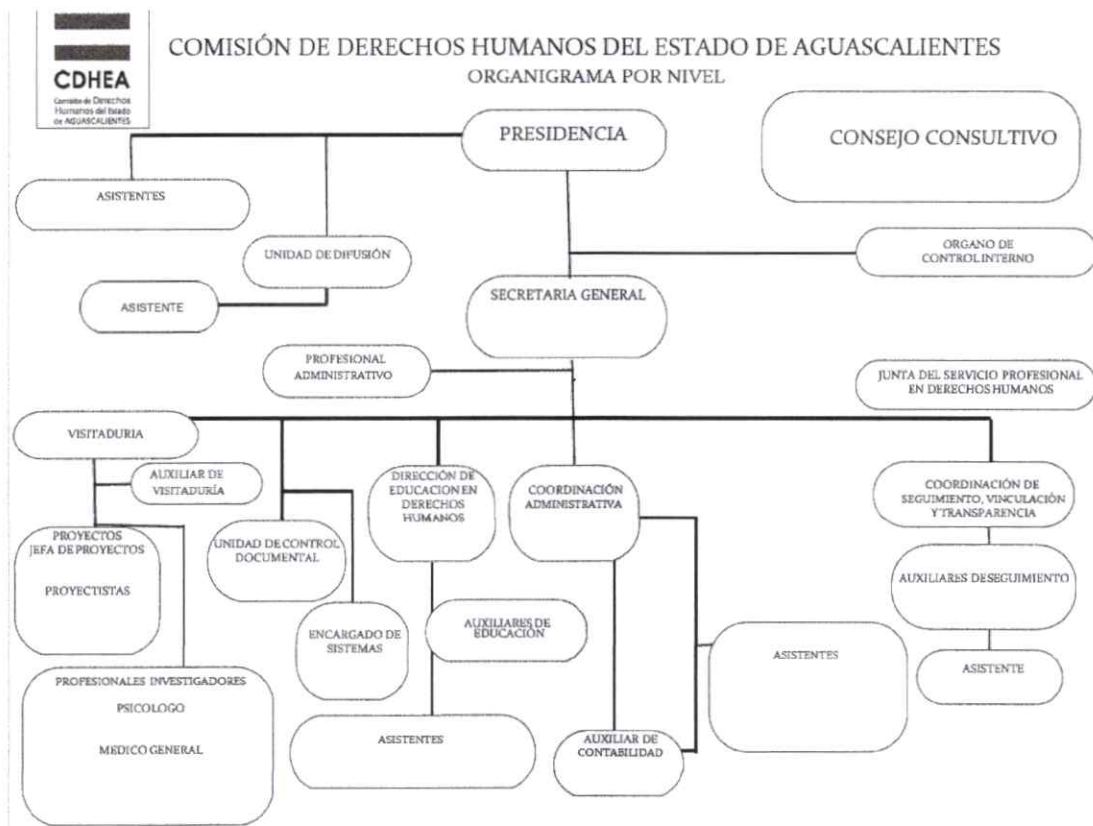 CDHEA
Comisión de Derechos
Humanos del Estado
de AGUASCALIENTES
COMISIÓN DE DERECHOS HUMANOS DEL ESTADO DE AGUASCALIENTES
ORGANIGRAMA POR NIVEL
PRESIDENCIA
CONSEJO CONSULTIVO
ASISTENTES
UNIDAD DE DIFUSIÓN
ORGANO DE
CONTROL INTERNO
ASISTENTE
SECRETARIA GENERAL
PROFESIONAL
ADMINISTRATIVO
JUNTA DEL SERVICIO PROFESIONAL
EN DERECHOS HUMANOS
VISITADURIA
AUXILIAR DE
VISITADURÍA
DIRECCIÓN DE
EDUCACION EN
DERECHOS
HUMANOS
COORDINACIÓN
ADMINISTRATIVA
COORDINACIÓN DE
SEGUIMIENTO, VINCULACIÓN
Y TRANSPARENCIA
PROYECTOS
JEFA DE PROYECTOS
PROYECTISTAS
UNIDAD DE CONTROL
DOCUMENTAL
AUXILIARES DESEGUIMIENTO
ENCARGADO DE
SISTEMAS
AUXILIARES DE
EDUCACIÓN
ASISTENTES
ASISTENTE
PROFESIONALES INVESTIGADORES
PSICOLOGO
MEDICO GENERAL
ASISTENTES
AUXILIAR DE
CONTABILIDAD